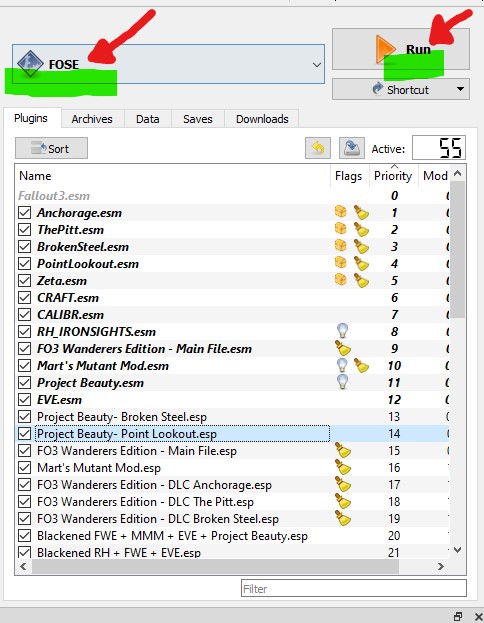 FOSE
Run
Shortcut
Plugins Archives Data Saves Downloads
Sort Active: 55
Name Flags Priority Mod
Fallout3.esm 0
Anchorage.esm 1
ThePitt.esm 2
BrokenSteel.esm 3
PointLookout.esm 4
Zeta.esm 5
CRAFT.esm 6
CALIBR.esm 7
RH_IRONSIGHTS.esm 8
FO3 Wanderers Edition - Main File.esm 9
Mart's Mutant Mod.esm 10
Project Beauty.esm 11
EVE.esm 12
Project Beauty- Broken Steel.esp 13
Project Beauty- Point Lookout.esp 14
FO3 Wanderers Edition - Main File.esp 15
Mart's Mutant Mod.esp 16
FO3 Wanderers Edition - DLC Anchorage.esp 17
FO3 Wanderers Edition - DLC The Pitt.esp 18
FO3 Wanderers Edition - DLC Broken Steel.esp 19
Blackened FWE + MMM + EVE + Project Beauty.esp 20
Blackened RH + FWE + EVE.esp 21
Filter